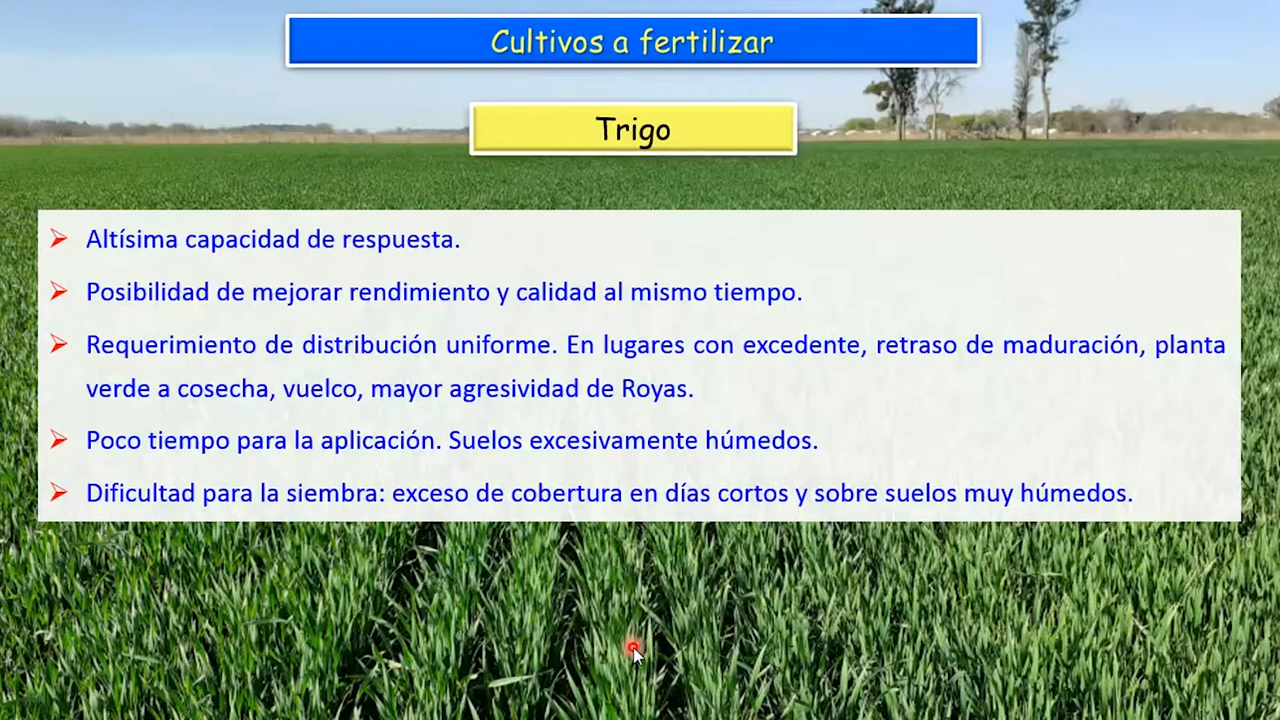 Cultivos a fertilizar
Trigo
Altísima capacidad de respuesta.
Posibilidad de mejorar rendimiento y calidad al mismo tiempo.
Requerimiento de distribución uniforme. En lugares con excedente, retraso de maduración, planta
verde a cosecha, vuelco, mayor agresividad de Royas.
Poco tiempo para la aplicación. Suelos excesivamente húmedos.
Dificultad para la siembra: exceso de cobertura en días cortos y sobre suelos muy húmedos.